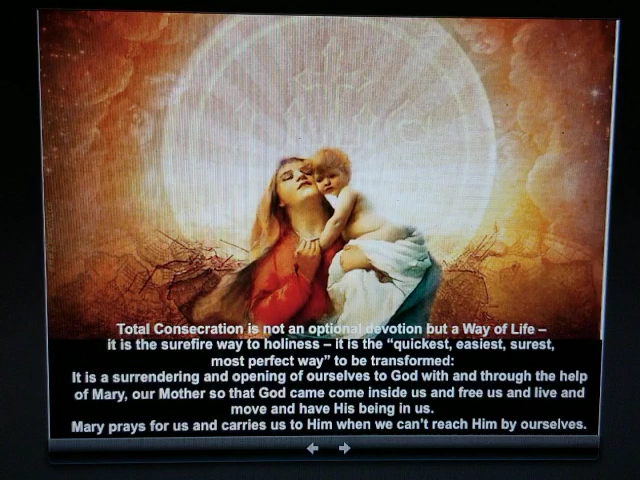 Total Consecration is not an optional devotion but a Way of Life –
it is the surefire way to holiness – it is the “quickest, easiest, surest,
most perfect way” to be transformed:
It is a surrendering and opening of ourselves to God with and through the help
of Mary, our Mother so that God came come inside us and free us and live and
move and have His being in us.
Mary prays for us and carries us to Him when we can't reach Him by ourselves.